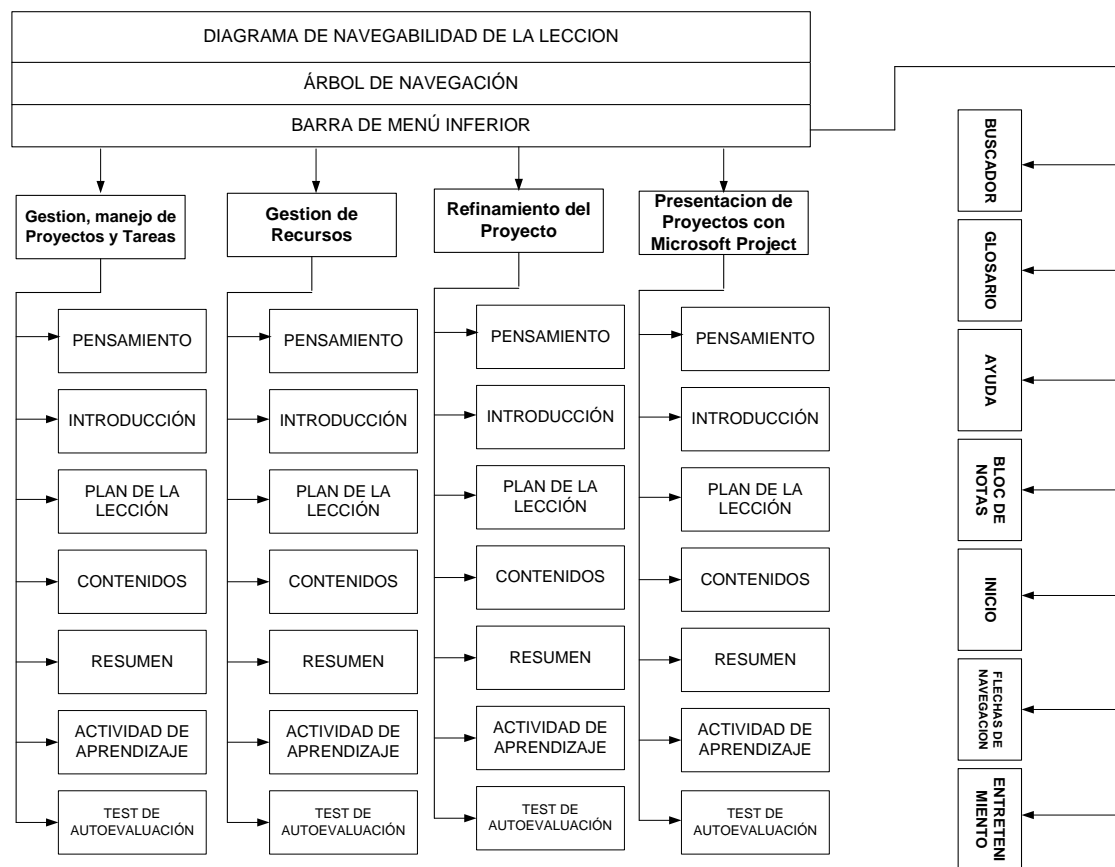 DIAGRAMA DE NAVEGABILIDAD DE LA LECCION
ÁRBOL DE NAVEGACIÓN
BARRA DE MENÚ INFERIOR
Gestion, manejo de
Proyectos y Tareas
PENSAMIENTO
INTRODUCCIÓN
PLAN DE LA
LECCIÓN
CONTENIDOS
RESUMEN
ACTIVIDAD DE
APRENDIZAJE
TEST DE
AUTOEVALUACIÓN
Gestion de
Recursos
PENSAMIENTO
INTRODUCCIÓN
PLAN DE LA
LECCIÓN
CONTENIDOS
RESUMEN
ACTIVIDAD DE
APRENDIZAJE
TEST DE
AUTOEVALUACIÓN
Refinamiento del
Proyecto
PENSAMIENTO
INTRODUCCIÓN
PLAN DE LA
LECCIÓN
CONTENIDOS
RESUMEN
ACTIVIDAD DE
APRENDIZAJE
TEST DE
AUTOEVALUACIÓN
Presentacion de
Proyectos con
Microsoft Project
PENSAMIENTO
INTRODUCCIÓN
PLAN DE LA
LECCIÓN
CONTENIDOS
RESUMEN
ACTIVIDAD DE
APRENDIZAJE
TEST DE
AUTOEVALUACIÓN
BUSCADOR
GLOSARIO
AYUDA
BLOC DE
NOTAS
INICIO
FLECHAS DE
NAVEGACION
ENTRETENI
MIENTO